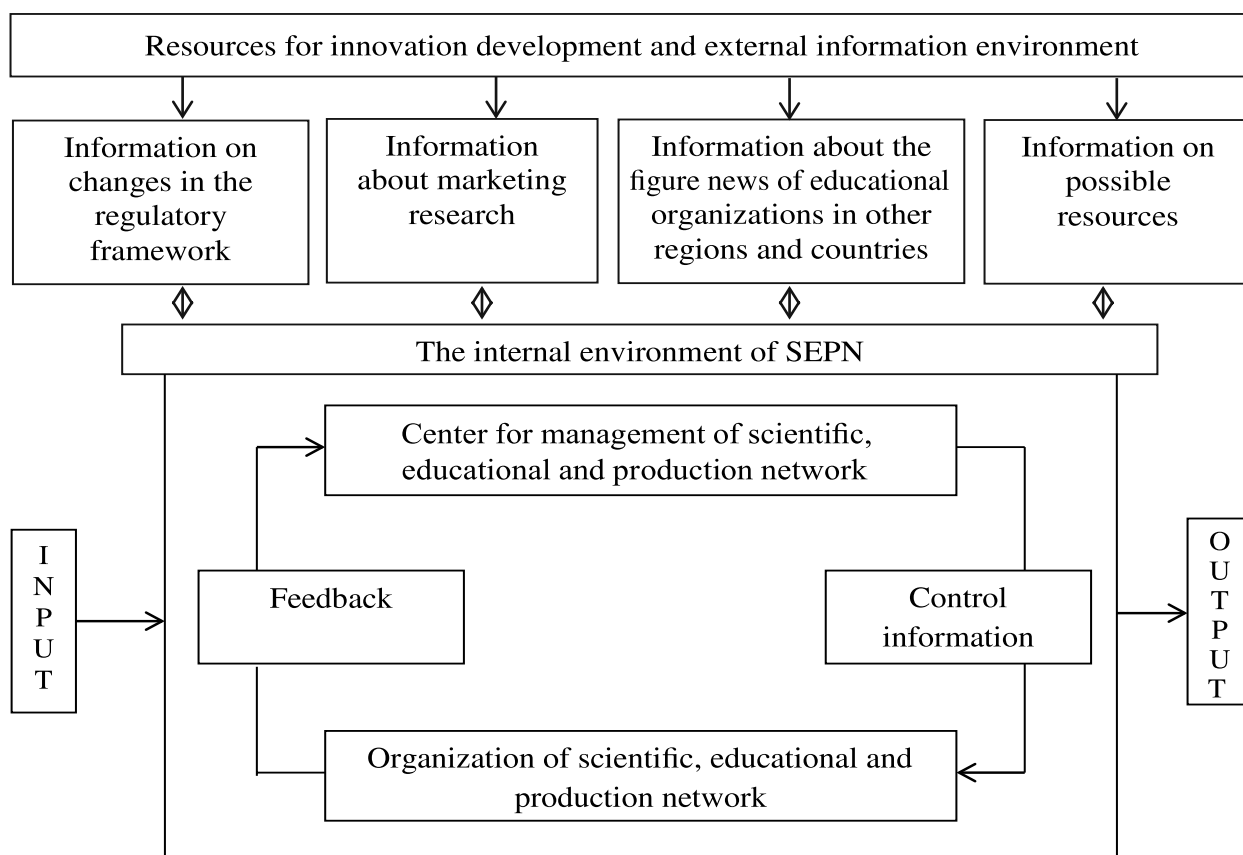 Resources for innovation development and external information environment
Information on
changes in the
regulatory
framework
Information
about marketing
research
Information about the
figure news of educational
organizations in other
regions and countries
Information on
possible
resources
The internal environment of SEPN
Center for management of scientific,
educational and production network
INPUT
Feedback
Control
information
OUTPUT
Organization of scientific, educational and
production network